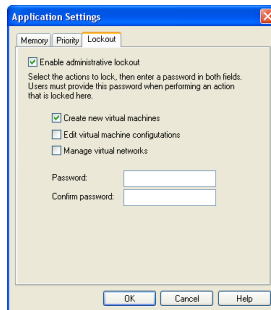 Application Settings
Memory Priority Lockout
Enable administrative lockout
Select the actions to lock, then enter a password in both fields.
Users must provide this password when performing an action
that is locked here.
Create new virtual machines
Edit virtual machine configutations
Manage virtual networks
Password:
Confirm password:
OK Cancel Help